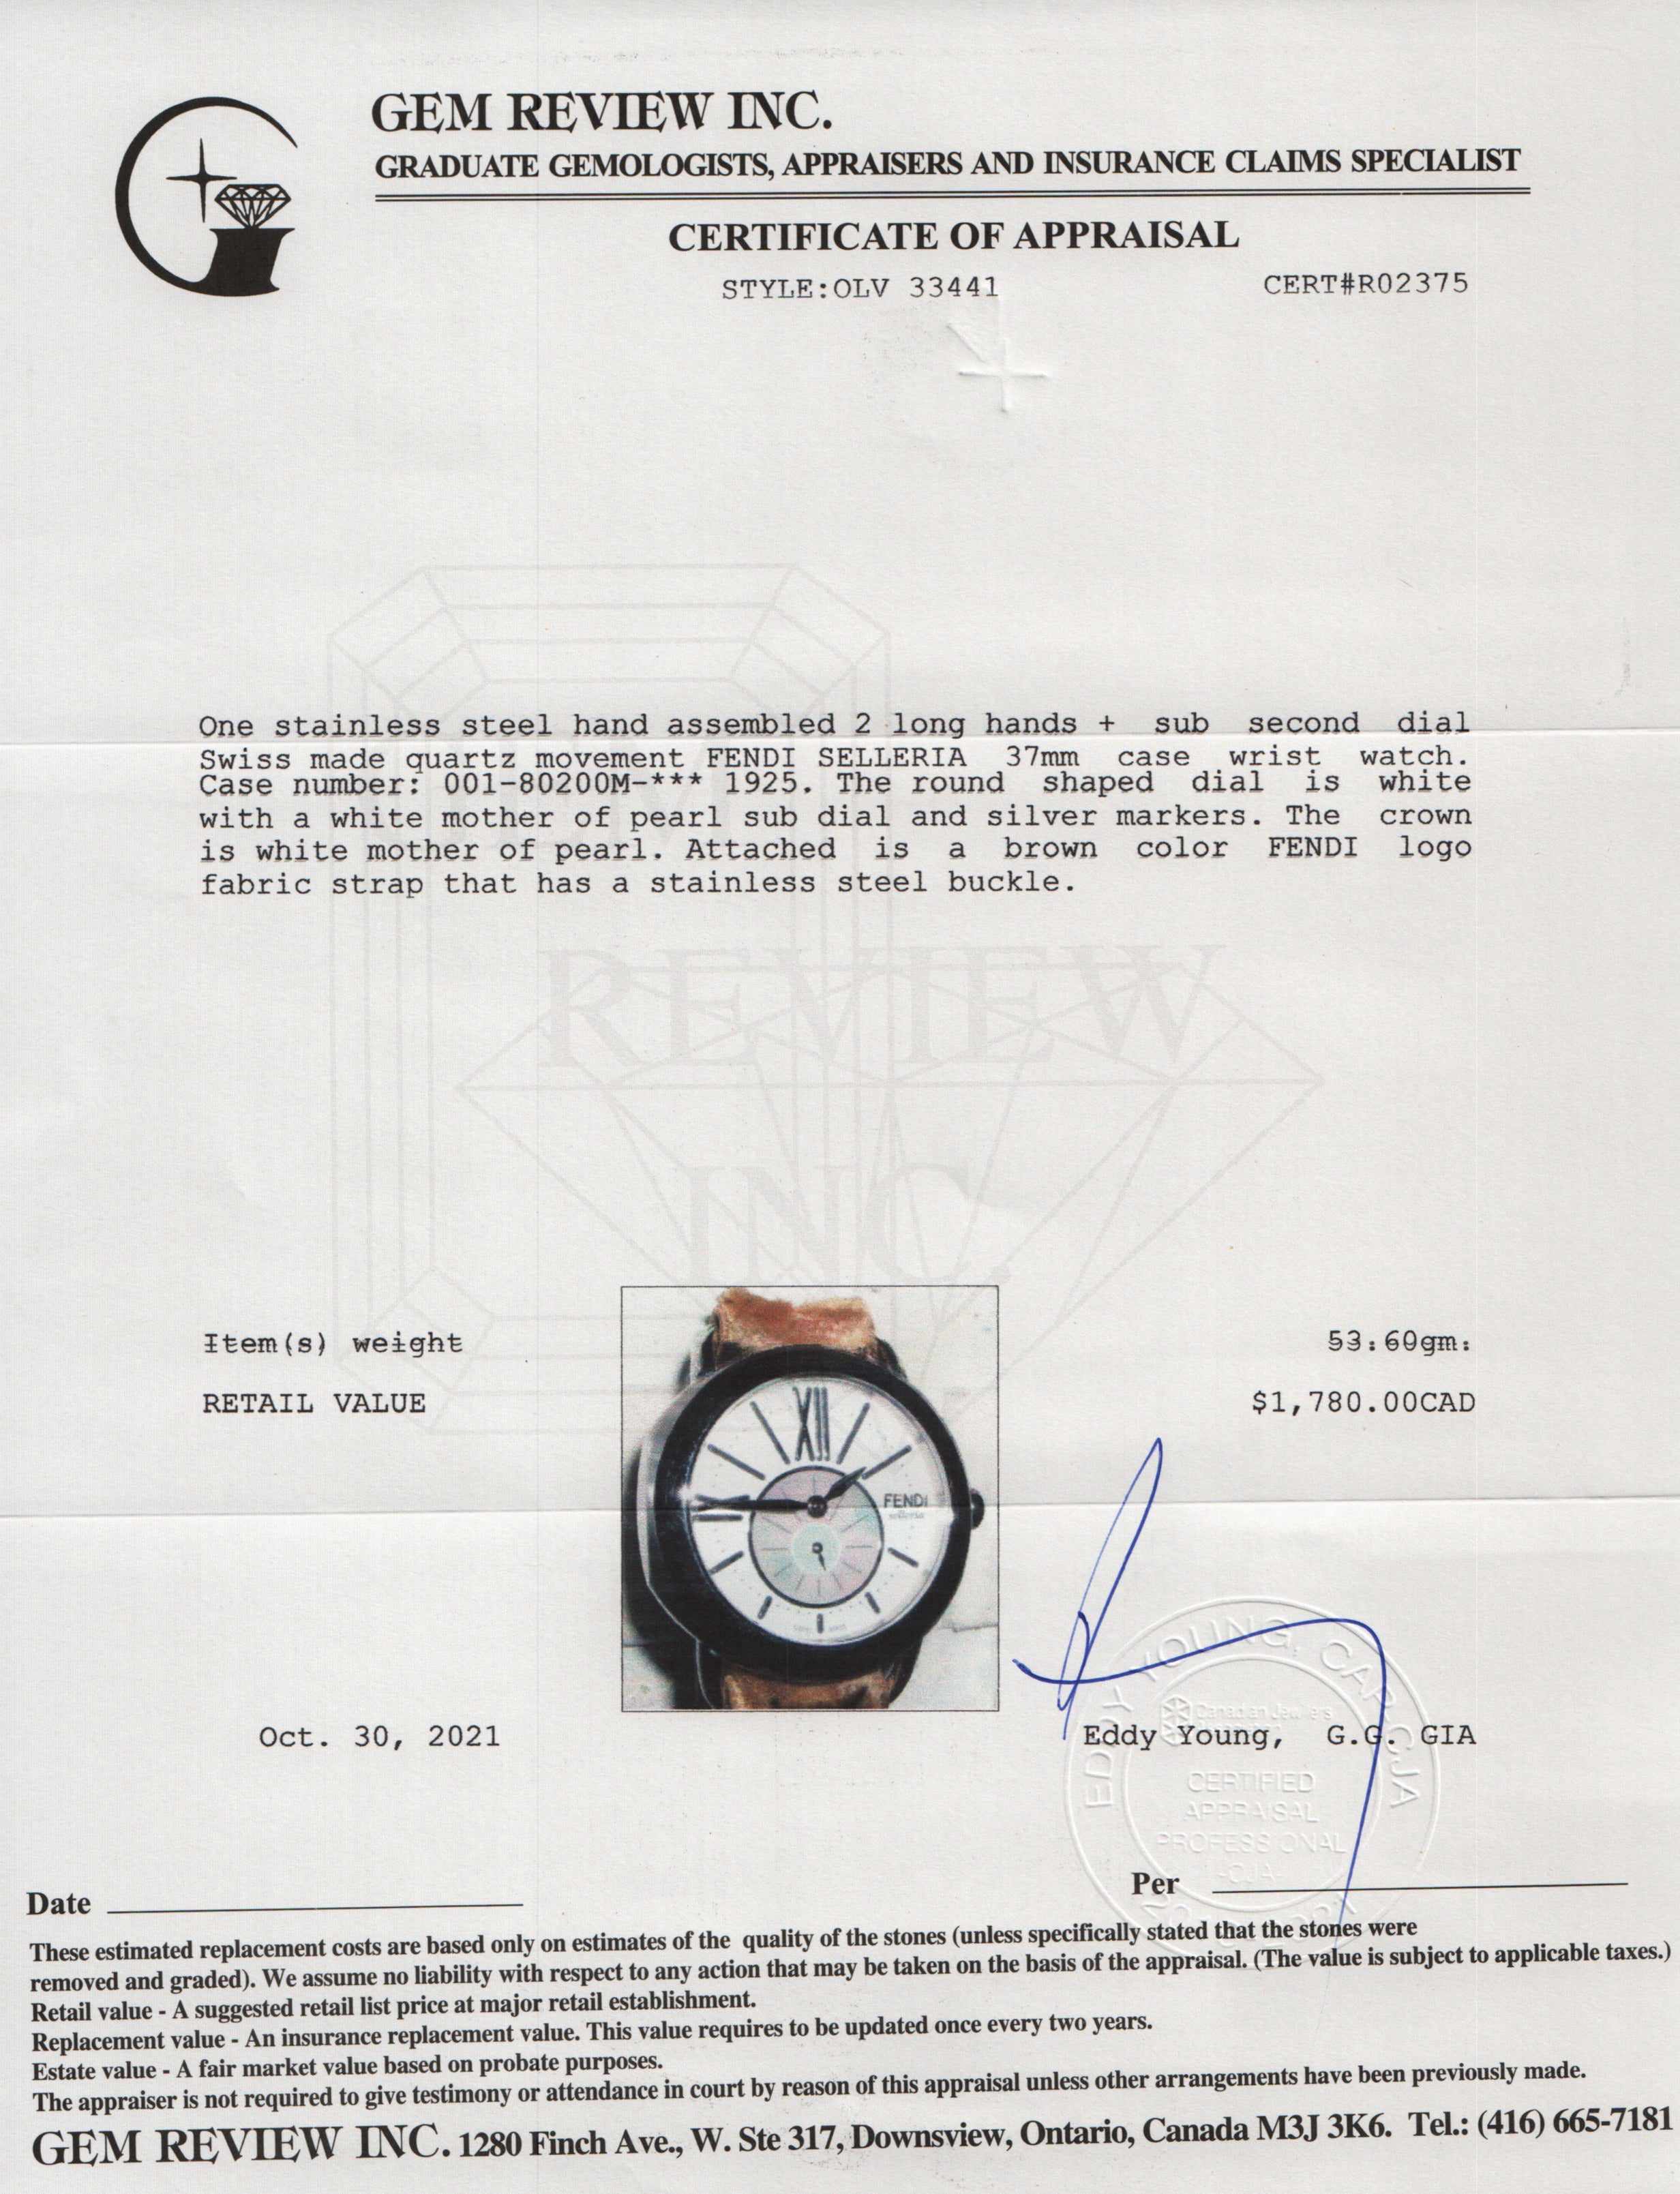 GEM REVIEW INC.
GRADUATE GEMOLOGISTS, APPRAISERS AND INSURANCE CLAIMS SPECIALIST
CERTIFICATE OF APPRAISAL
STYLE:OLV 33441 CERT#R02375
One stainless steel hand assembled 2 long hands + sub second dial
Swiss made quartz movement FENDI SELLERIA 37mm case wrist watch.
Case number: 001-80200M-*** 1925. The round shaped dial is white
with a white mother of pearl sub dial and silver markers. The crown
is white mother of pearl. Attached is a brown color FENDI logo
fabric strap that has a stainless steel buckle.
REVIEW
INC.
Item(s) weight 53.60gm.
RETAIL VALUE $1,780.00CAD
XII
FENDI
selleria
EDDY YOUNG, CAP-CJA
Canadian Jewellers
Oct. 30, 2021 Eddy Young, G.G. GIA
CERTIFIED
APPRAISAL
PROFESSIONAL
-CJA-
Date Per
These estimated replacement costs are based only on estimates of the quality of the stones (unless specifically stated that the stones were
removed and graded). We assume no liability with respect to any action that may be taken on the basis of the appraisal. (The value is subject to applicable taxes.)
Retail value - A suggested retail list price at major retail establishment.
Replacement value - An insurance replacement value. This value requires to be updated once every two years.
Estate value - A fair market value based on probate purposes.
The appraiser is not required to give testimony or attendance in court by reason of this appraisal unless other arrangements have been previously made.
GEM REVIEW INC. 1280 Finch Ave., W. Ste 317, Downsview, Ontario, Canada M3J 3K6. Tel.: (416) 665-7181